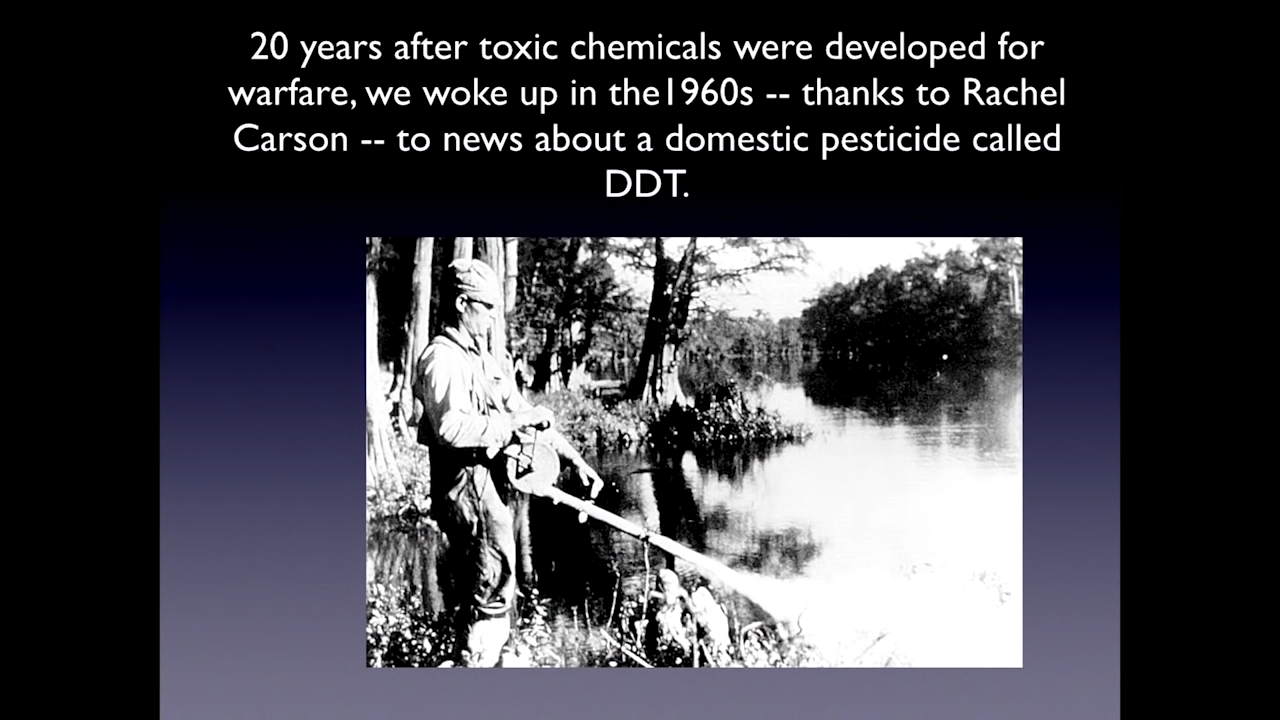 20 years after toxic chemicals were developed for
warfare, we woke up in the1960s -- thanks to Rachel
Carson -- to news about a domestic pesticide called
DDT.